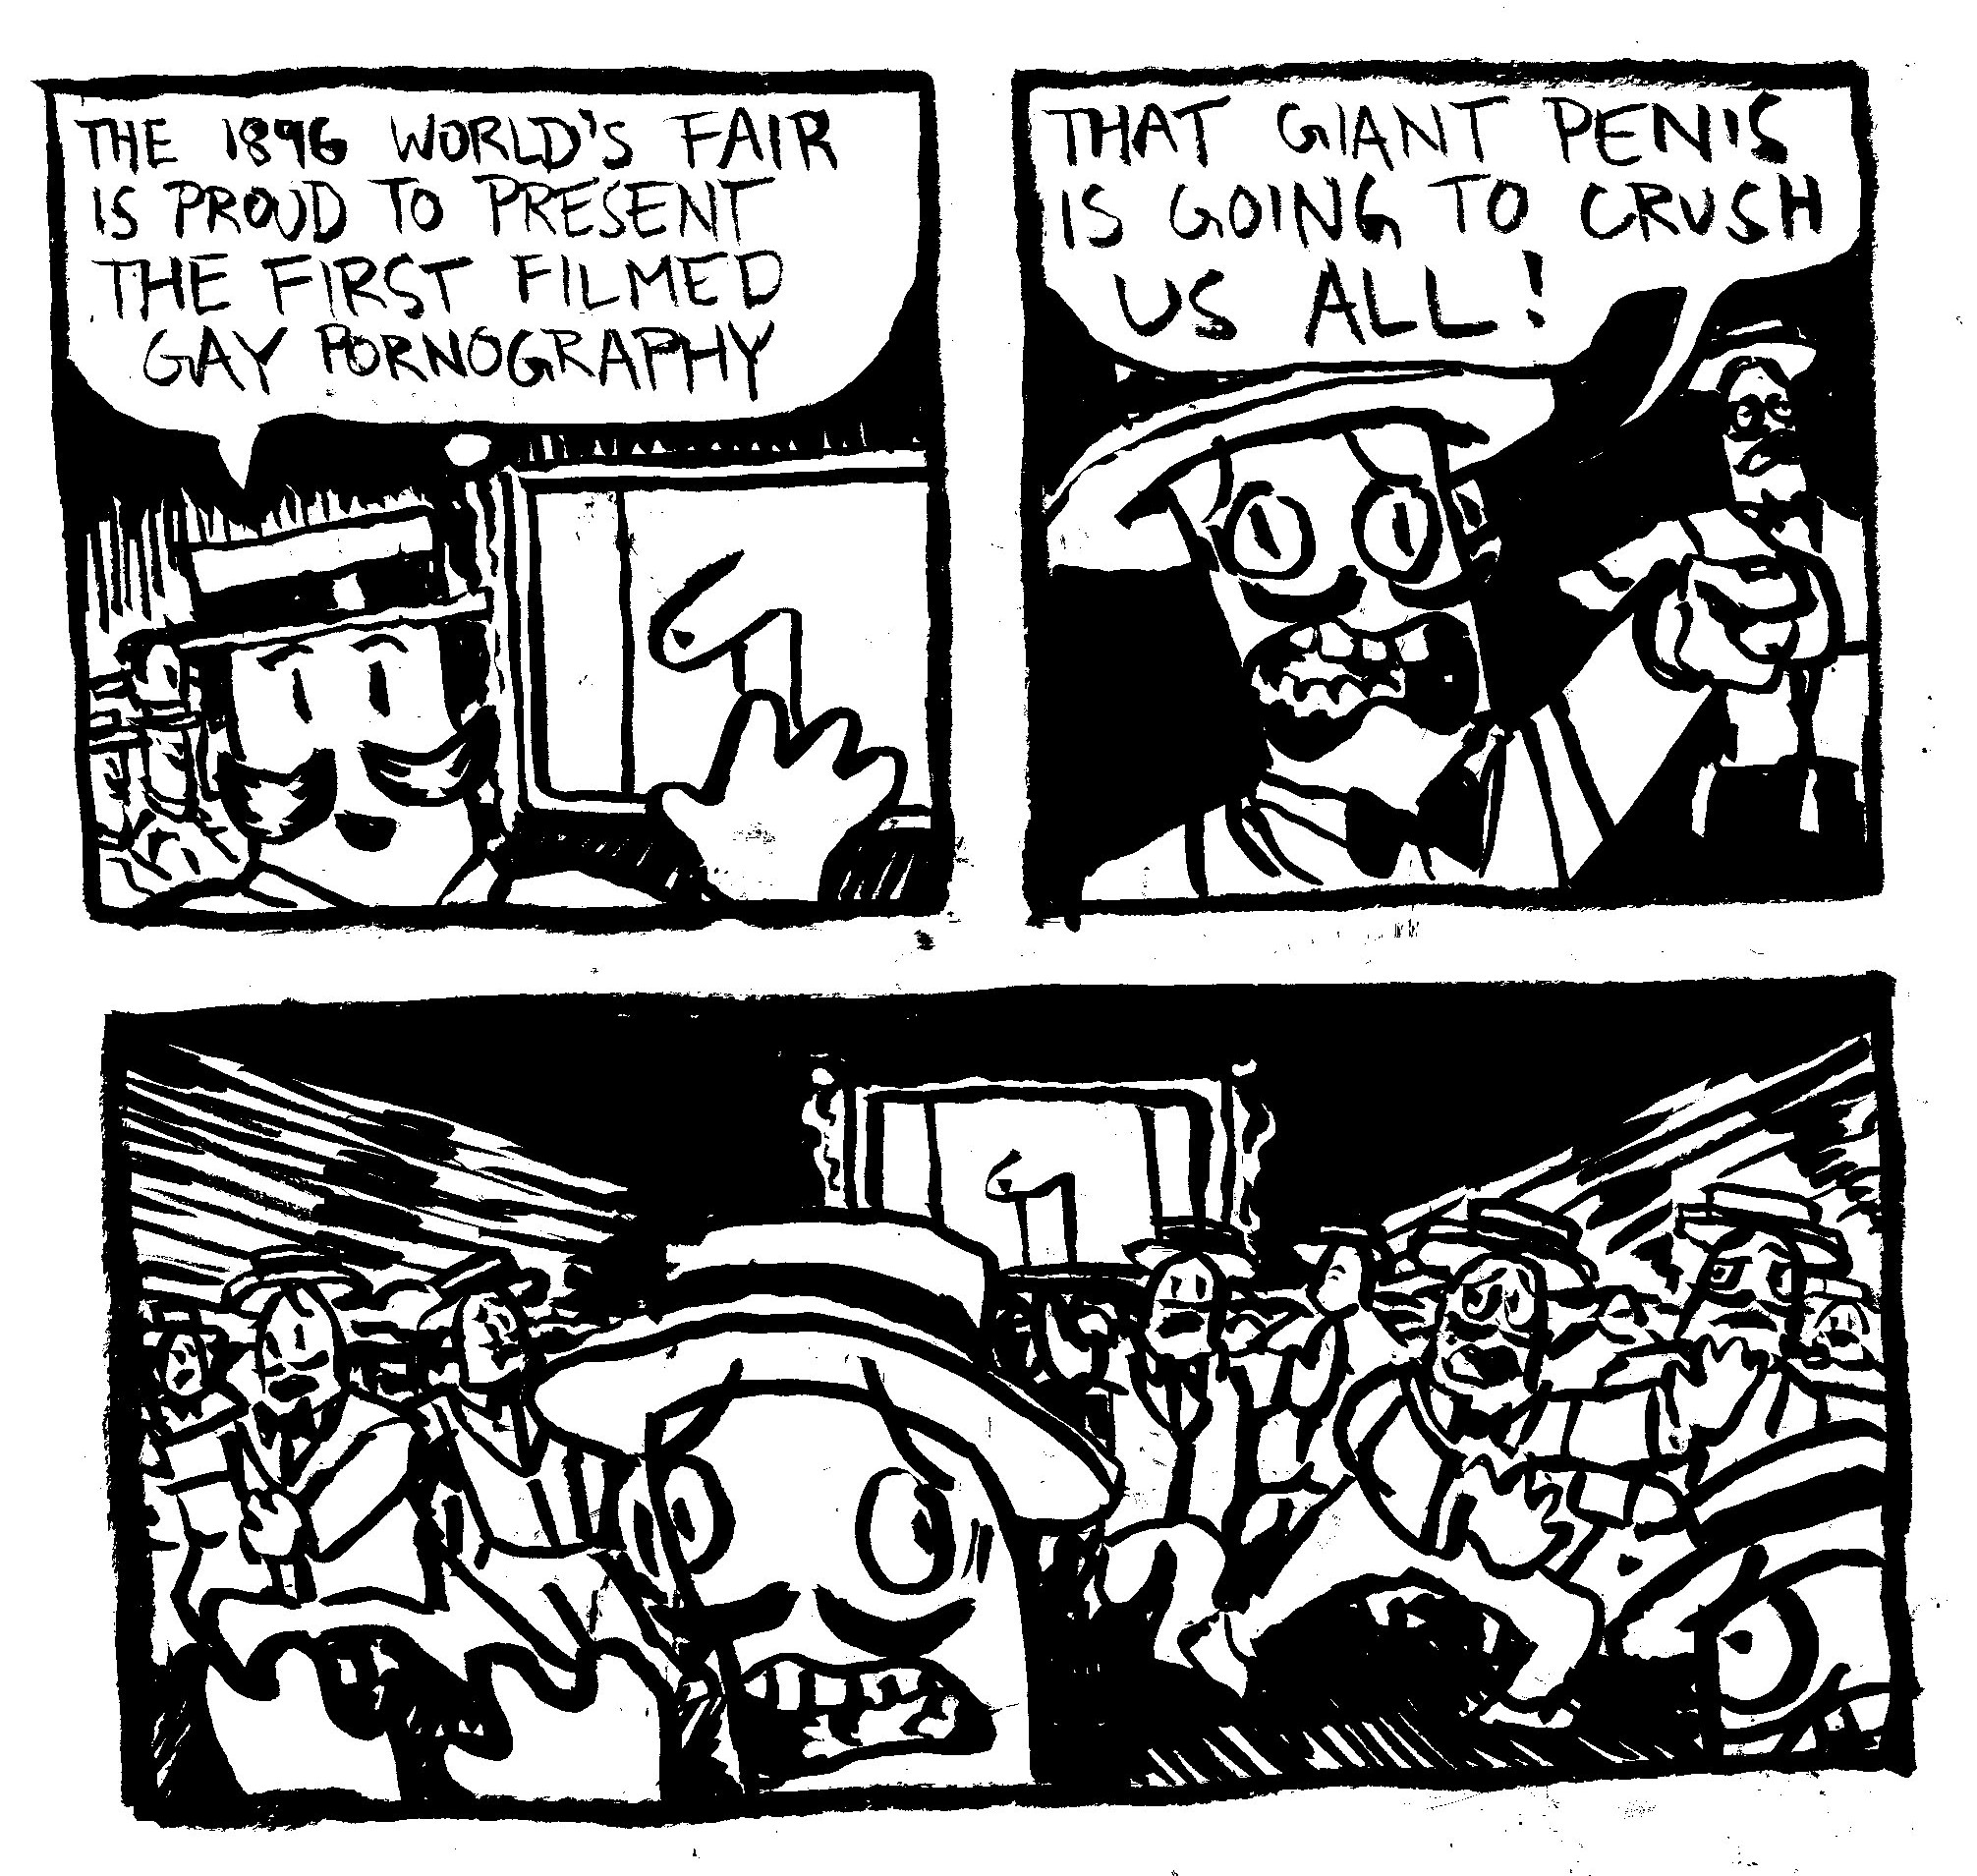 THE 1896 WORLD'S FAIR
IS PROUD TO PRESENT
THE FIRST FILMED
GAY PORNOGRAPHY
THAT GIANT PENIS
IS GOING TO CRUSH
US ALL!